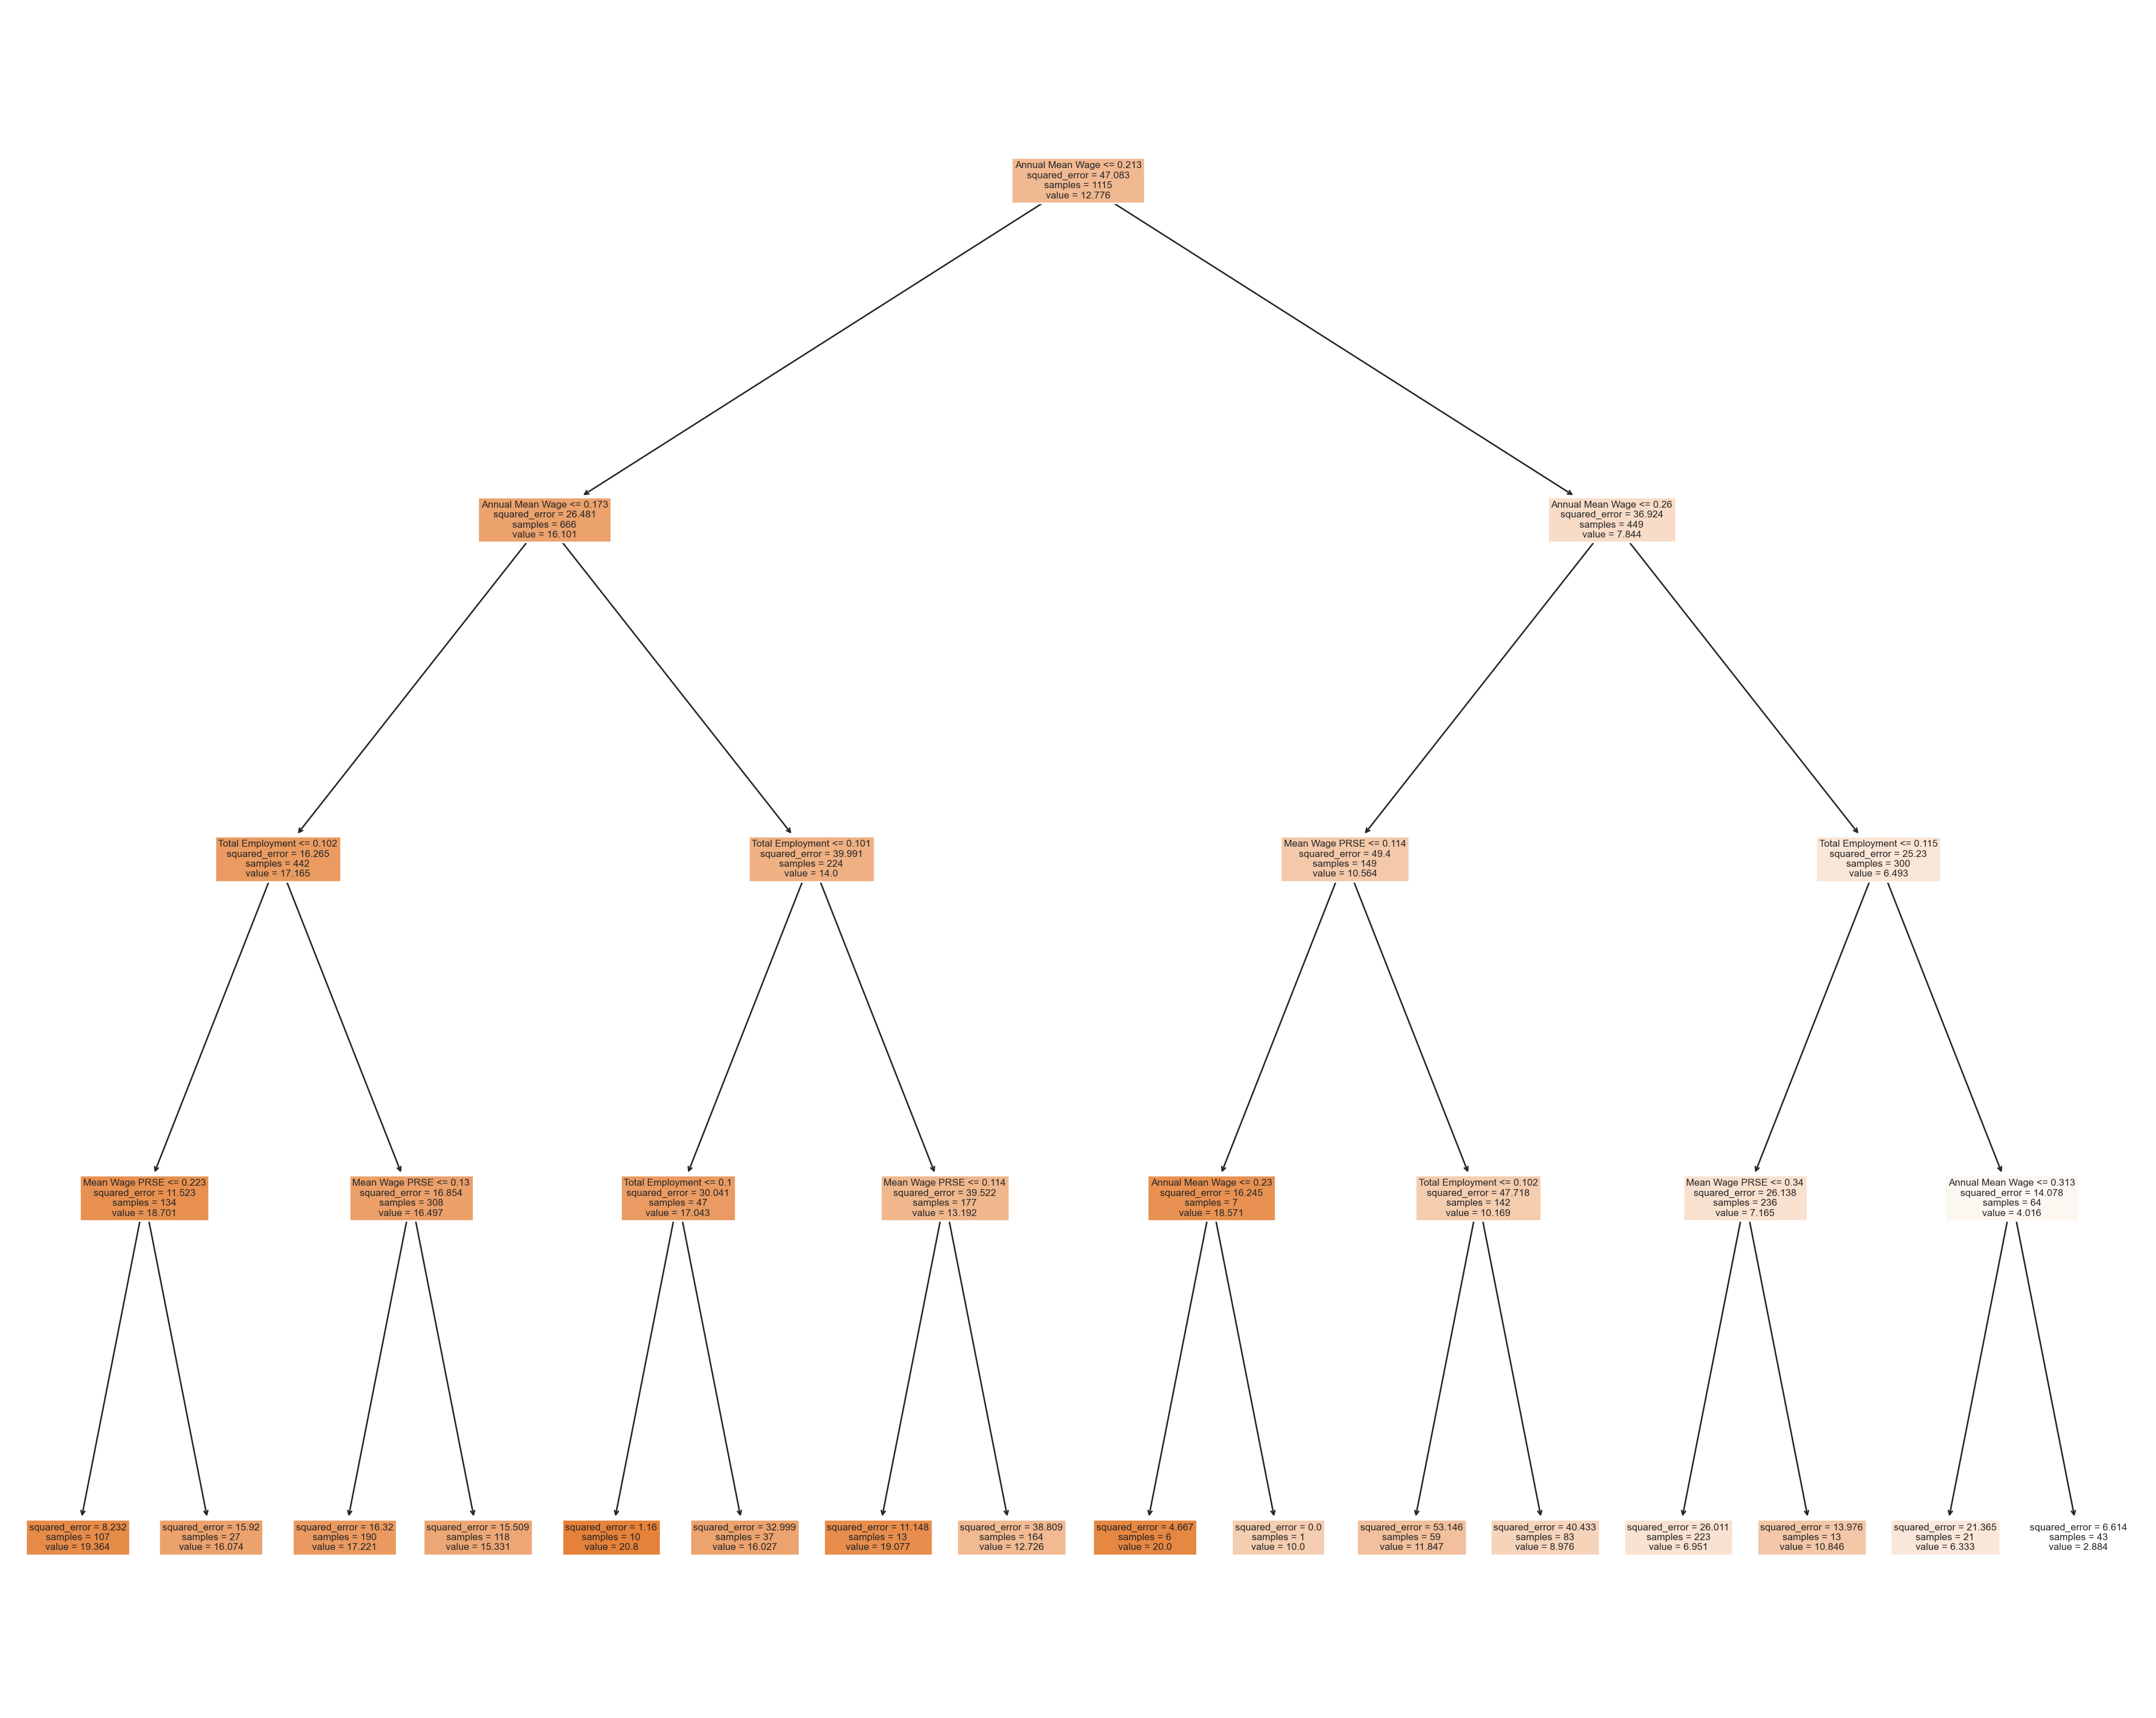 Annual Mean Wage <= 0.213
squared_error = 47.083
samples = 1115
value = 12.776
Annual Mean Wage <= 0.173
squared_error = 26.481
samples = 666
value = 16.101
Annual Mean Wage <= 0.26
squared_error = 36.924
samples = 449
value = 7.844
Total Employment <= 0.102
squared_error = 16.265
samples = 442
value = 17.165
Total Employment <= 0.101
squared_error = 39.991
samples = 224
value = 14.0
Mean Wage PRSE <= 0.114
squared_error = 49.4
samples = 149
value = 10.564
Total Employment <= 0.115
squared_error = 25.23
samples = 300
value = 6.493
Mean Wage PRSE <= 0.223
squared_error = 11.523
samples = 134
value = 18.701
Mean Wage PRSE <= 0.13
squared_error = 16.854
samples = 308
value = 16.497
Total Employment <= 0.1
squared_error = 30.041
samples = 47
value = 17.043
Mean Wage PRSE <= 0.114
squared_error = 39.522
samples = 177
value = 13.192
Annual Mean Wage <= 0.23
squared_error = 16.245
samples = 7
value = 18.571
Total Employment <= 0.102
squared_error = 47.718
samples = 142
value = 10.169
Mean Wage PRSE <= 0.34
squared_error = 26.138
samples = 236
value = 7.165
Annual Mean Wage <= 0.313
squared_error = 14.078
samples = 64
value = 4.016
squared_error = 8.232
samples = 107
value = 19.364
squared_error = 15.92
samples = 27
value = 16.074
squared_error = 16.32
samples = 190
value = 17.221
squared_error = 15.509
samples = 118
value = 15.331
squared_error = 1.16
samples = 10
value = 20.8
squared_error = 32.999
samples = 37
value = 16.027
squared_error = 11.148
samples = 13
value = 19.077
squared_error = 38.809
samples = 164
value = 12.726
squared_error = 4.667
samples = 6
value = 20.0
squared_error = 0.0
samples = 1
value = 10.0
squared_error = 53.146
samples = 59
value = 11.847
squared_error = 40.433
samples = 83
value = 8.976
squared_error = 26.011
samples = 223
value = 6.951
squared_error = 13.976
samples = 13
value = 10.846
squared_error = 21.365
samples = 21
value = 6.333
squared_error = 6.614
samples = 43
value = 2.884